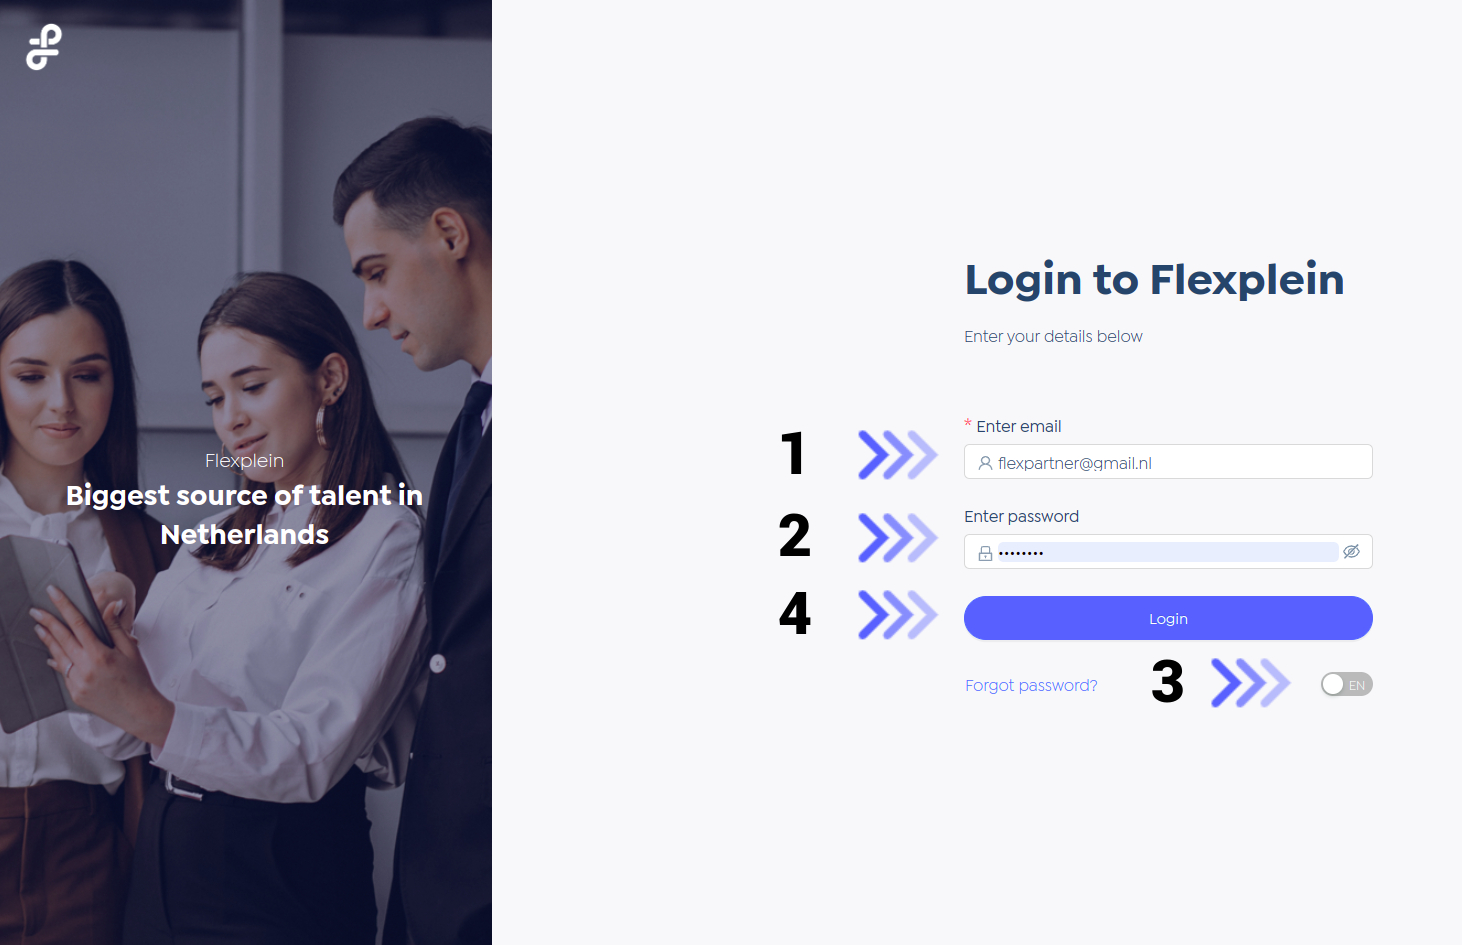 Flexplein
Biggest source of talent in
Netherlands
Login to Flexplein
Enter your details below
1
* Enter email
flexpartner@gmail.nl
2
Enter password
••••••••
4
Login
Forgot password?
3
EN